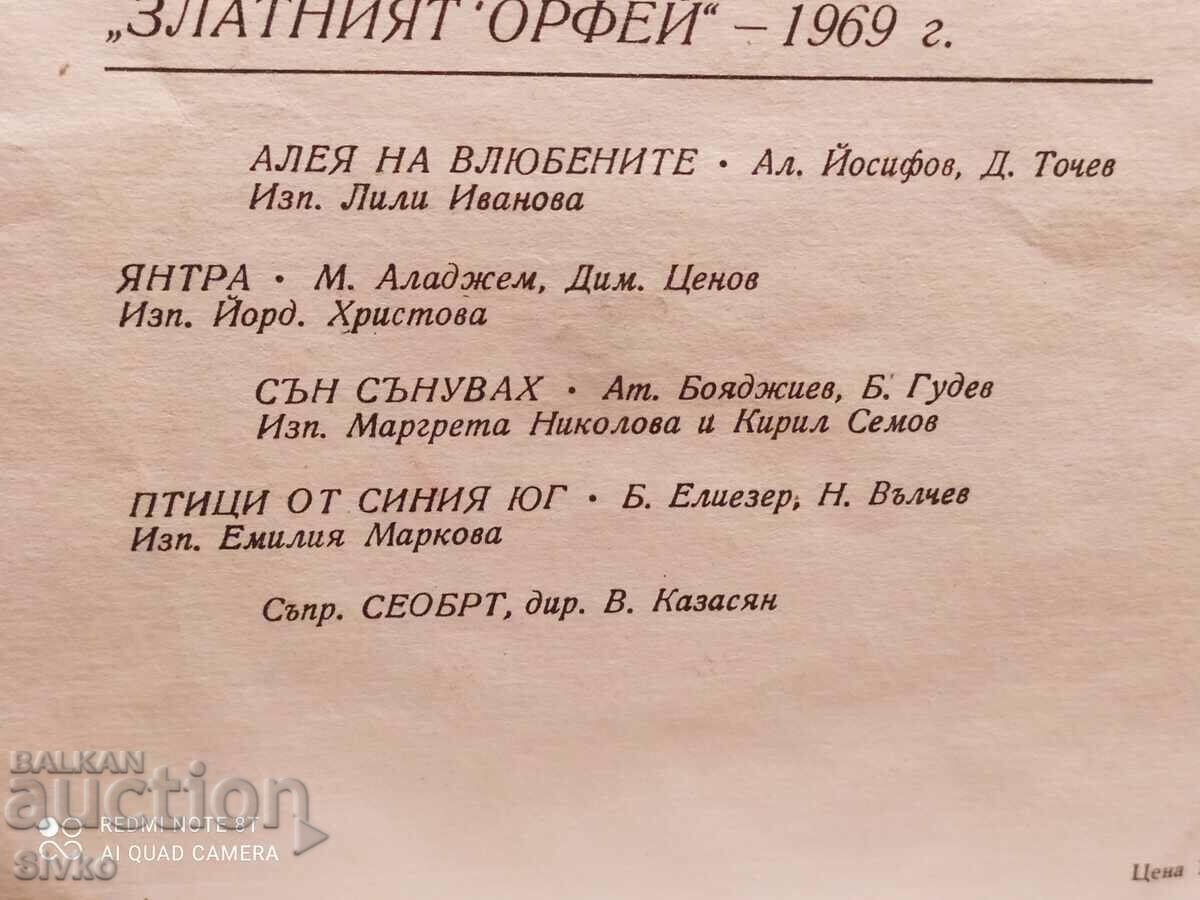 „ЗЛАТНИЯТ ОРФЕЙ“ – 1969 г.
АЛЕЯ НА ВЛЮБЕНИТЕ • Ал. Йосифов, Д. Точев
Изп. Лили Иванова
ЯНТРА • М. Аладжем, Дим. Ценов
Изп. Йорд. Христова
СЪН СЪНУВАХ • Ат. Бояджиев, Б. Гудев
Изп. Маргрета Николова и Кирил Семов
ПТИЦИ ОТ СИНИЯ ЮГ • Б. Елиезер, Н. Вълчев
Изп. Емилия Маркова
Съпр. СЕОБРТ, дир. В. Казасян
BALKAN
auction
REDMI NOTE 8T
AI QUAD CAMERA
Sivko
Цена